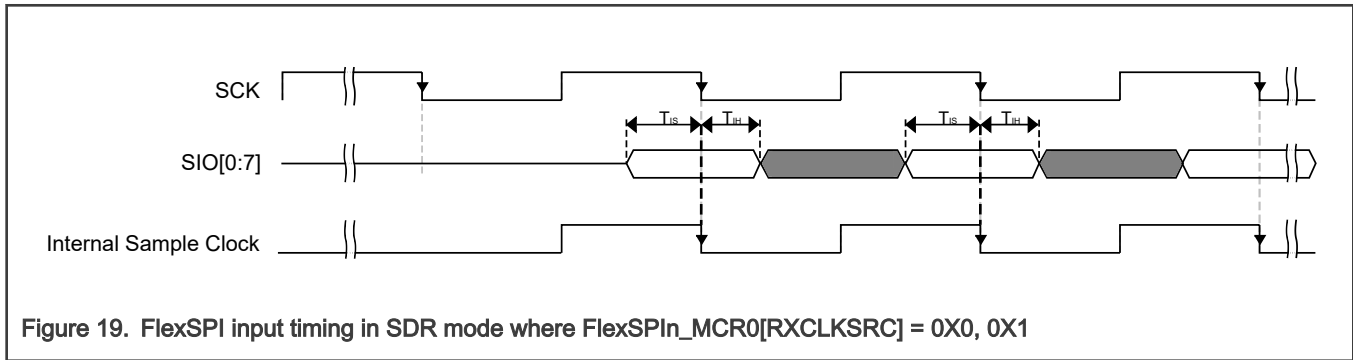 SCK
TIS TIH TIS TIH
SIO[0:7]
Internal Sample Clock
Figure 19. FlexSPI input timing in SDR mode where FlexSPIn_MCR0[RXCLKSRC] = 0X0, 0X1